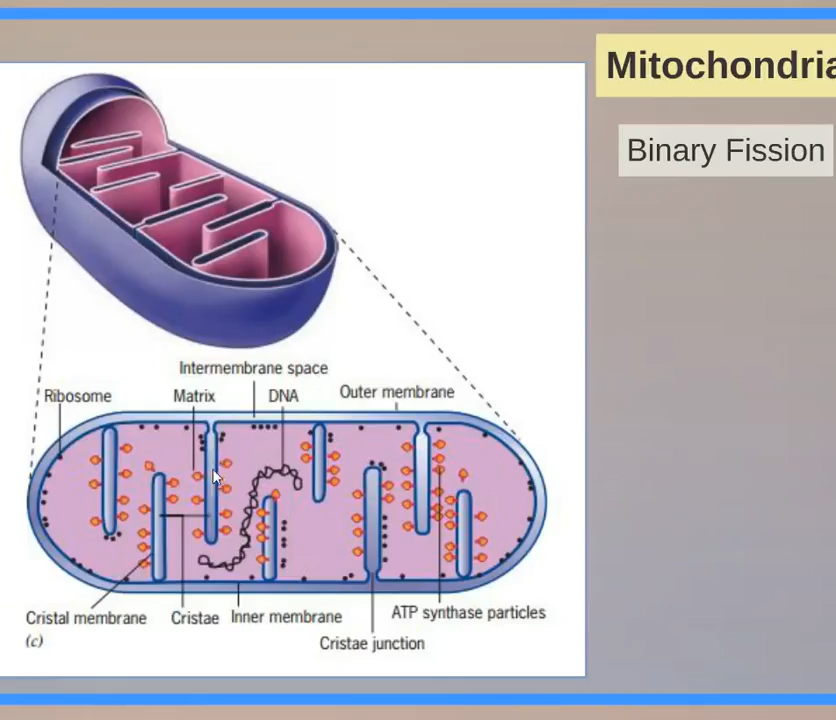 Mitochondria
Binary Fission
Intermembrane space
Ribosome
Matrix
DNA
Outer membrane
Cristal membrane
Cristae
Inner membrane
ATP synthase particles
(c)
Cristae junction